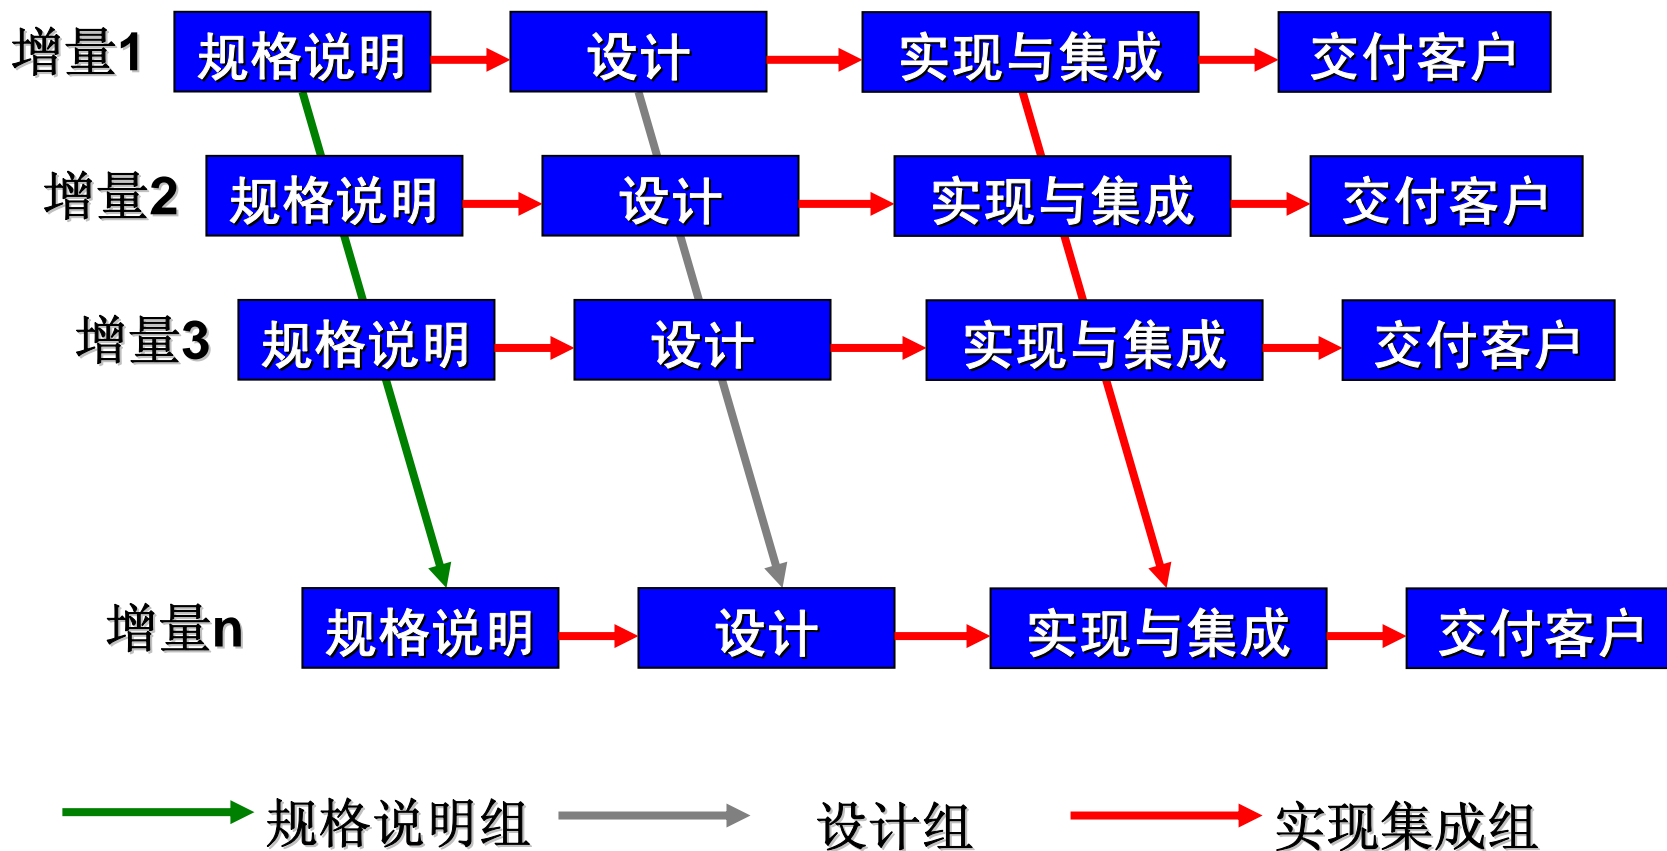 增量1 规格说明 设计 实现与集成 交付客户
增量2 规格说明 设计 实现与集成 交付客户
增量3 规格说明 设计 实现与集成 交付客户
增量n 规格说明 设计 实现与集成 交付客户
规格说明组 设计组 实现集成组